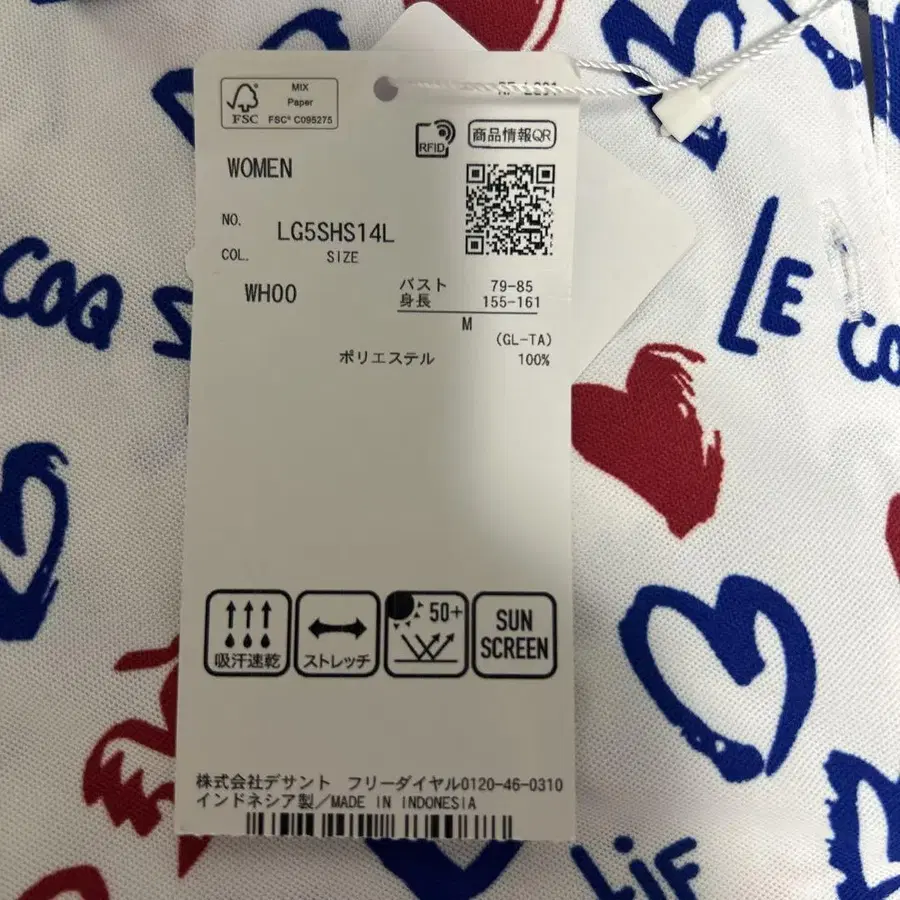 MIX
Paper
FSC
FSC® C095275
RFID
商品情報QR
WOMEN
NO.
LG5SHS14L
COL.
SIZE
WH00
バスト 79-85
身長 155-161
M
(GL-TA)
ポリエステル 100%
COQ S
LE CO
吸汗速乾
ストレッチ
50+
SUN
SCREEN
株式会社デサント フリーダイヤル0120-46-0310
インドネシア製/MADE IN INDONESIA
LiF